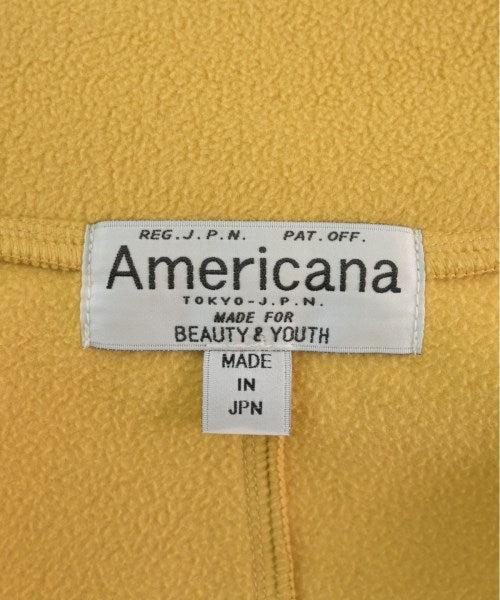 REG.J.P.N. PAT.OFF.
Americana
TOKYO-J.P.N.
MADE FOR
BEAUTY & YOUTH
MADE
IN
JPN